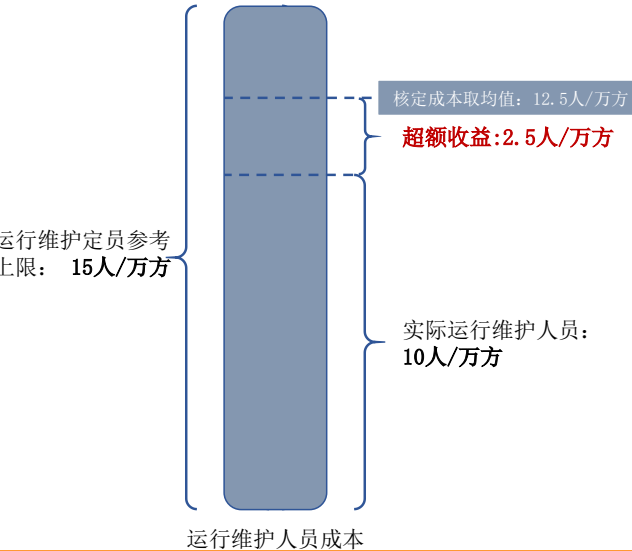 核定成本取均值：12.5人/万方
超额收益:2.5人/万方
运行维护定员参考
上限： 15人/万方
实际运行维护人员：
10人/万方
运行维护人员成本